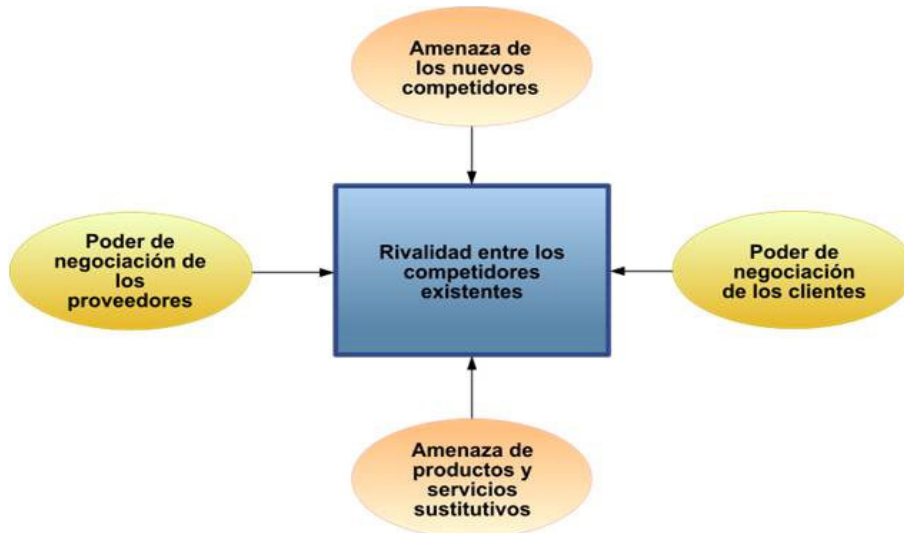 Amenaza de
los nuevos
competidores
Poder de
negociación de
los
proveedores
Rivalidad entre los
competidores
existentes
Poder de
negociación
de los clientes
Amenaza de
productos y
servicios
sustitutivos